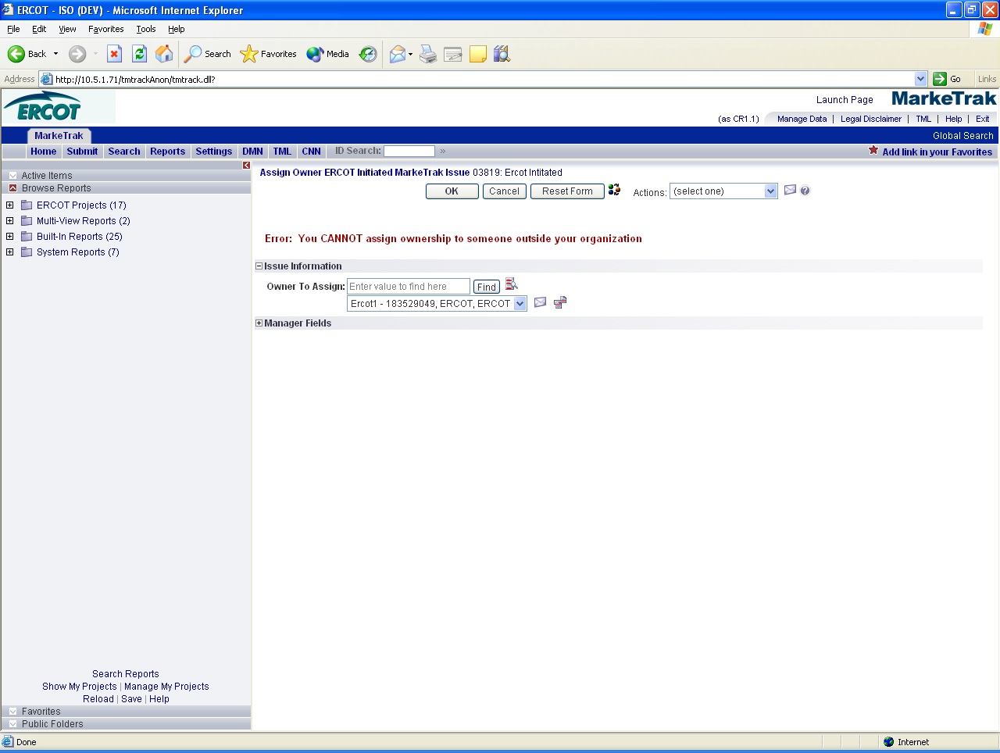 ERCOT - ISO (DEV) - Microsoft Internet Explorer
File Edit View Favorites Tools Help
Back Search Favorites Media
Address http://10.5.1.71/tmtrackAnon/tmtrack.dll? Go Links
ERCOT Launch Page MarkeTrak
(as CR1.1) Manage Data | Legal Disclaimer | TML | Help | Exit
MarkeTrak Global Search
Home Submit Search Reports Settings DMN TML CNN ID Search: » Add link in your Favorites
Active Items
Browse Reports
ERCOT Projects (17)
Multi-View Reports (2)
Built-In Reports (25)
System Reports (7)
Search Reports
Show My Projects | Manage My Projects
Reload | Save | Help
Favorites
Public Folders
Assign Owner ERCOT Initiated MarkeTrak Issue 03819: Ercot Intitated
OK Cancel Reset Form Actions: (select one)
Error: You CANNOT assign ownership to someone outside your organization
Issue Information
Owner To Assign: Enter value to find here Find
Ercot1 - 183529049, ERCOT, ERCOT
Manager Fields
Done Internet